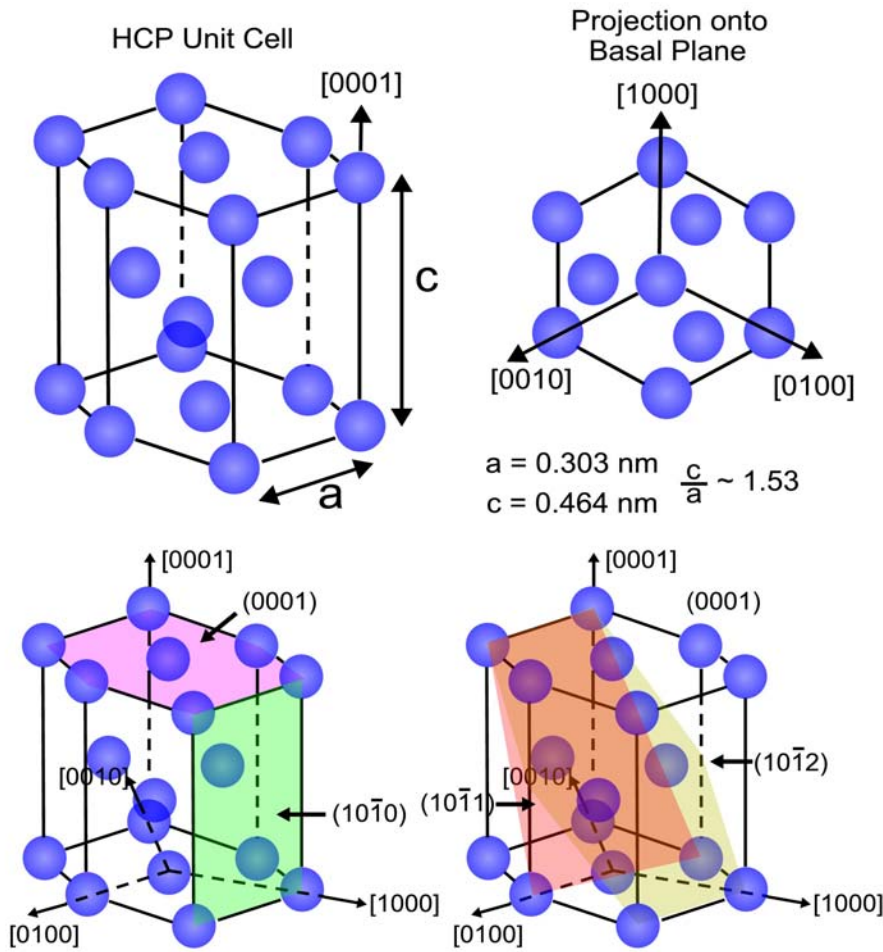 HCP Unit Cell
Projection onto
Basal Plane
[0001]
[1000]
c
[0010]
[0100]
a
a = 0.303 nm
c = 0.464 nm
c/a ~ 1.53
[0001]
(0001)
[0010]
(101̄0)
[0100]
[1000]
[0001]
(0001)
[0010]
(101̄1)
(101̄2)
[0100]
[1000]